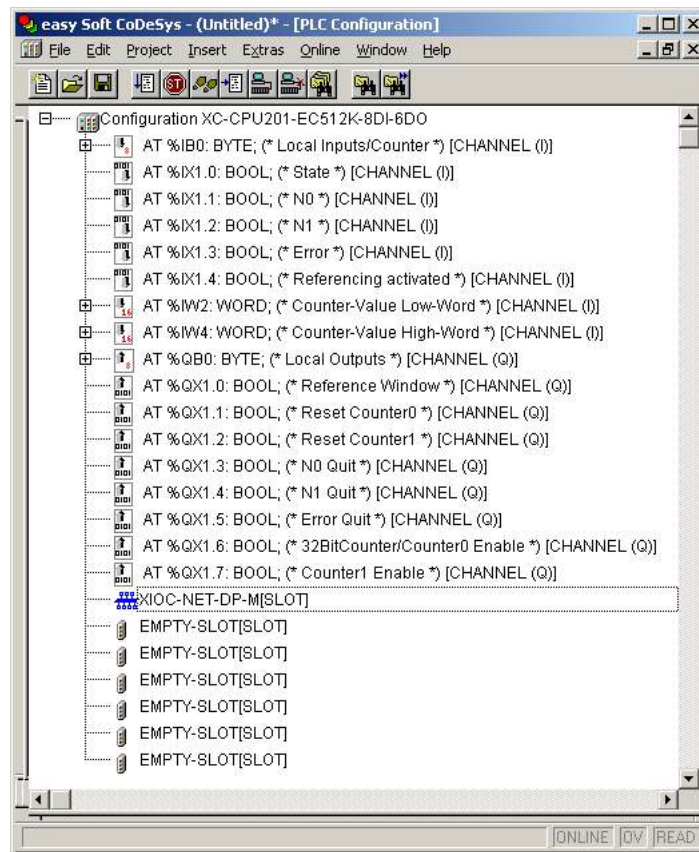 easy Soft CoDeSys - (Untitled)* - [PLC Configuration]
File Edit Project Insert Extras Online Window Help
Configuration XC-CPU201-EC512K-8DI-6DO
AT %IB0: BYTE; (* Local Inputs/Counter *) [CHANNEL (I)]
AT %IX1.0: BOOL; (* State *) [CHANNEL (I)]
AT %IX1.1: BOOL; (* N0 *) [CHANNEL (I)]
AT %IX1.2: BOOL; (* N1 *) [CHANNEL (I)]
AT %IX1.3: BOOL; (* Error *) [CHANNEL (I)]
AT %IX1.4: BOOL; (* Referencing activated *) [CHANNEL (I)]
AT %IW2: WORD; (* Counter-Value Low-Word *) [CHANNEL (I)]
AT %IW4: WORD; (* Counter-Value High-Word *) [CHANNEL (I)]
AT %QB0: BYTE; (* Local Outputs *) [CHANNEL (Q)]
AT %QX1.0: BOOL; (* Reference Window *) [CHANNEL (Q)]
AT %QX1.1: BOOL; (* Reset Counter0 *) [CHANNEL (Q)]
AT %QX1.2: BOOL; (* Reset Counter1 *) [CHANNEL (Q)]
AT %QX1.3: BOOL; (* N0 Quit *) [CHANNEL (Q)]
AT %QX1.4: BOOL; (* N1 Quit *) [CHANNEL (Q)]
AT %QX1.5: BOOL; (* Error Quit *) [CHANNEL (Q)]
AT %QX1.6: BOOL; (* 32BitCounter/Counter0 Enable *) [CHANNEL (Q)]
AT %QX1.7: BOOL; (* Counter1 Enable *) [CHANNEL (Q)]
XIOC-NET-DP-M[SLOT]
EMPTY-SLOT[SLOT]
EMPTY-SLOT[SLOT]
EMPTY-SLOT[SLOT]
EMPTY-SLOT[SLOT]
EMPTY-SLOT[SLOT]
EMPTY-SLOT[SLOT]
ONLINE OV READ